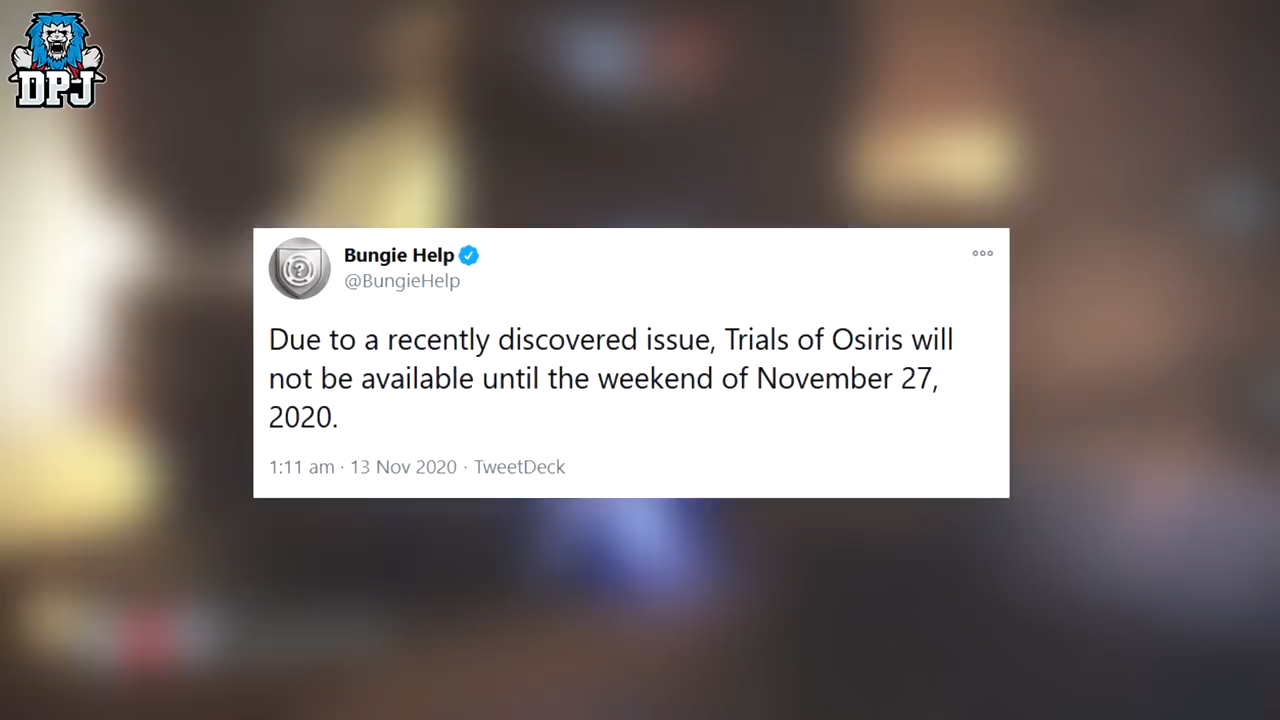 DPJ
Bungie Help
@BungieHelp
Due to a recently discovered issue, Trials of Osiris will
not be available until the weekend of November 27,
2020.
1:11 am · 13 Nov 2020 · TweetDeck